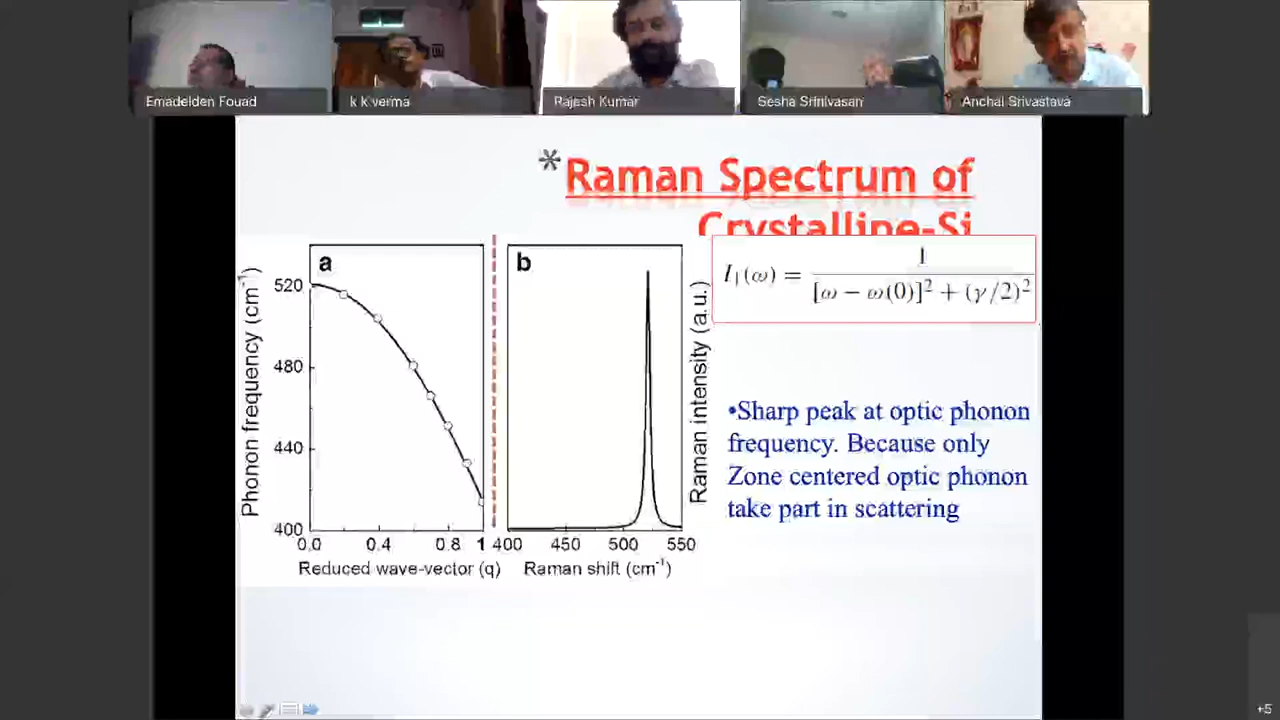 Emadelden Fouad
k k verma
Rajesh Kumar
Sesha Srinivasan
Anchal Srivastava
*Raman Spectrum of
Crystalline-Si
a
b
Phonon frequency (cm-1)
520
480
440
400
0.0 0.4 0.8 1
Reduced wave-vector (q)
400 450 500 550
Raman shift (cm-1)
Raman intensity (a.u.)
I1(ω) = 1 / [ω − ω(0)]² + (γ/2)²
•Sharp peak at optic phonon
frequency. Because only
Zone centered optic phonon
take part in scattering
+5